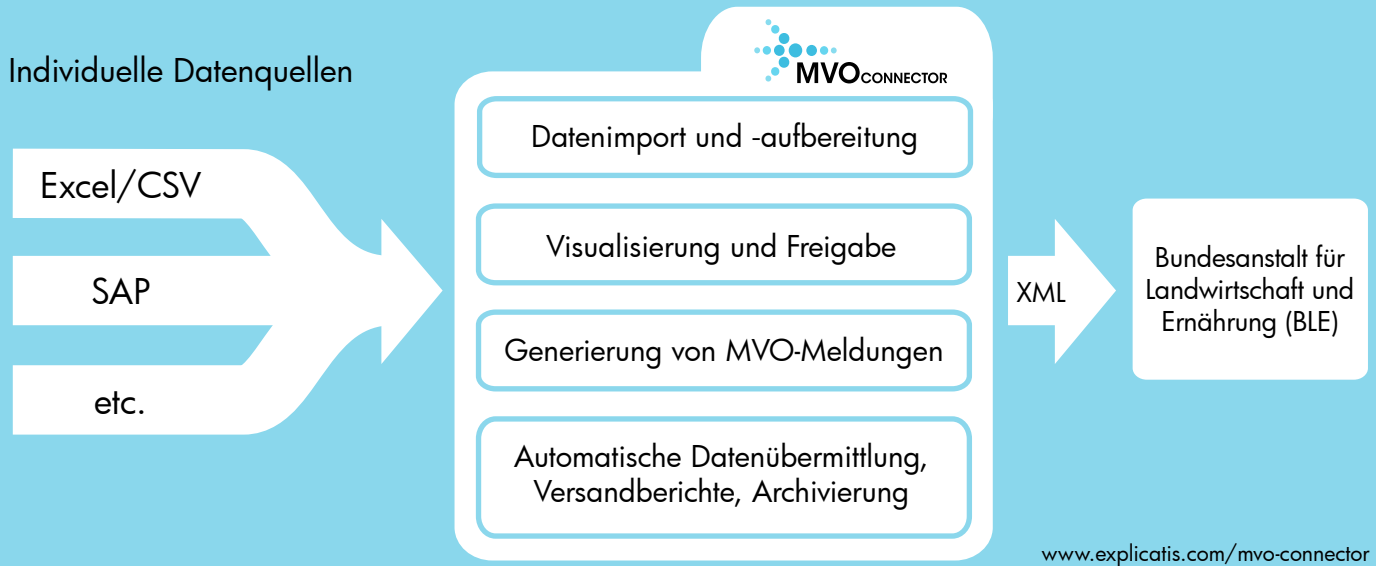 Individuelle Datenquellen
Excel/CSV
SAP
etc.
MVOCONNECTOR
Datenimport und -aufbereitung
Visualisierung und Freigabe
Generierung von MVO-Meldungen
Automatische Datenübermittlung,
Versandberichte, Archivierung
XML
Bundesanstalt für
Landwirtschaft und
Ernährung (BLE)
www.explicatis.com/mvo-connector